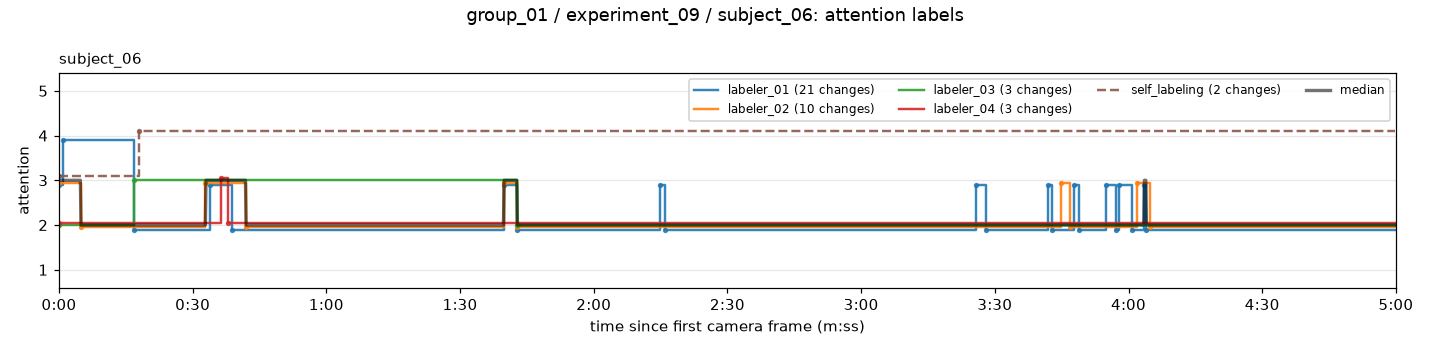 group_01 / experiment_09 / subject_06: attention labels
subject_06
labeler_01 (21 changes)
labeler_02 (10 changes)
labeler_03 (3 changes)
labeler_04 (3 changes)
self_labeling (2 changes)
median
5
4
3
2
1
attention
0:00 0:30 1:00 1:30 2:00 2:30 3:00 3:30 4:00 4:30 5:00
time since first camera frame (m:ss)